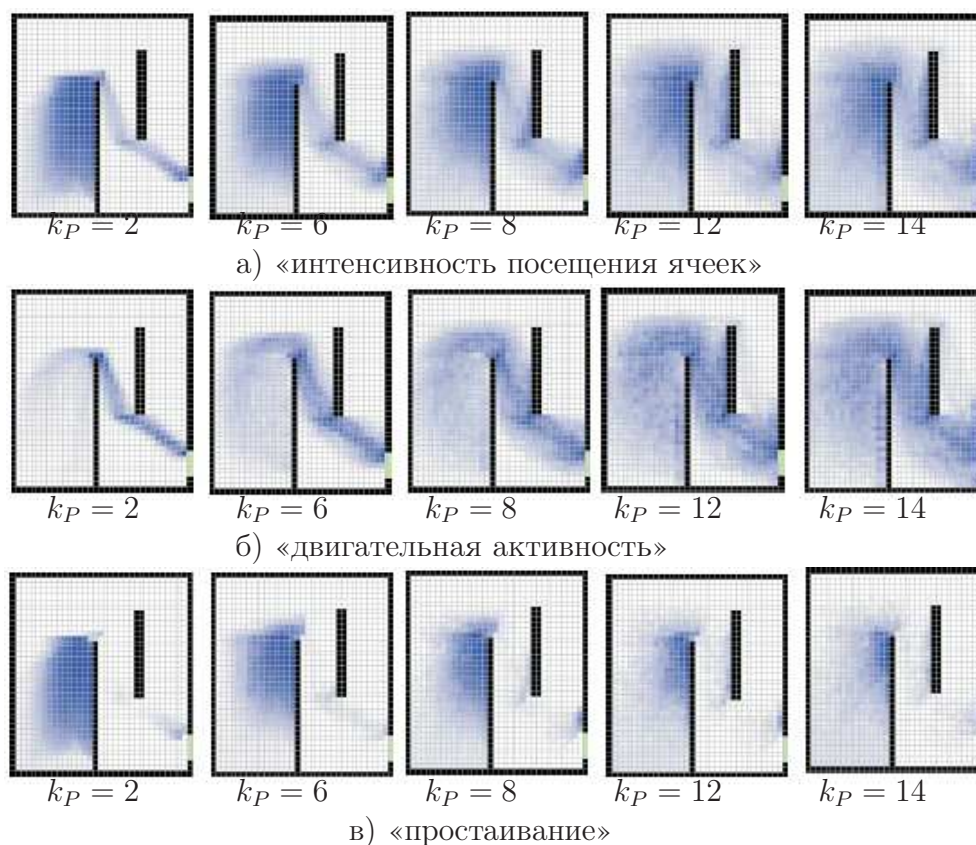 k_P = 2 k_P = 6 k_P = 8 k_P = 12 k_P = 14
а) «интенсивность посещения ячеек»
k_P = 2 k_P = 6 k_P = 8 k_P = 12 k_P = 14
б) «двигательная активность»
k_P = 2 k_P = 6 k_P = 8 k_P = 12 k_P = 14
в) «простаивание»